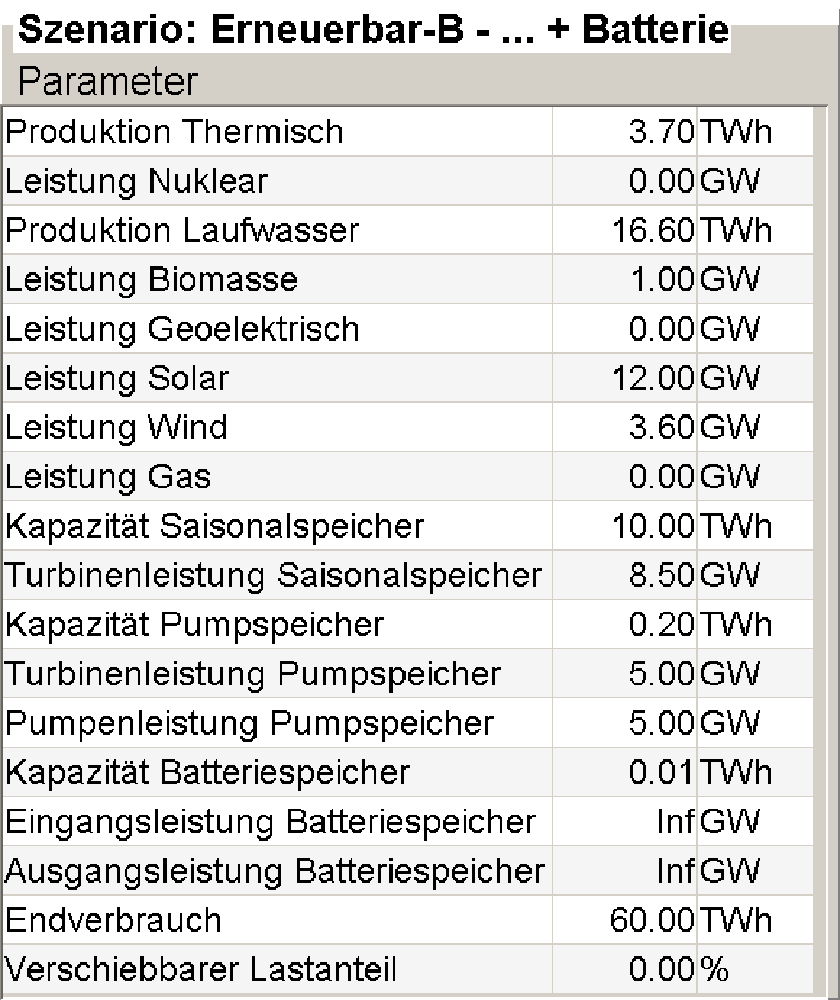 Szenario: Erneuerbar-B - ... + Batterie
Parameter
Produktion Thermisch 3.70 TWh
Leistung Nuklear 0.00 GW
Produktion Laufwasser 16.60 TWh
Leistung Biomasse 1.00 GW
Leistung Geoelektrisch 0.00 GW
Leistung Solar 12.00 GW
Leistung Wind 3.60 GW
Leistung Gas 0.00 GW
Kapazität Saisonalspeicher 10.00 TWh
Turbinenleistung Saisonalspeicher 8.50 GW
Kapazität Pumpspeicher 0.20 TWh
Turbinenleistung Pumpspeicher 5.00 GW
Pumpenleistung Pumpspeicher 5.00 GW
Kapazität Batteriespeicher 0.01 TWh
Eingangsleistung Batteriespeicher Inf GW
Ausgangsleistung Batteriespeicher Inf GW
Endverbrauch 60.00 TWh
Verschiebbarer Lastanteil 0.00 %